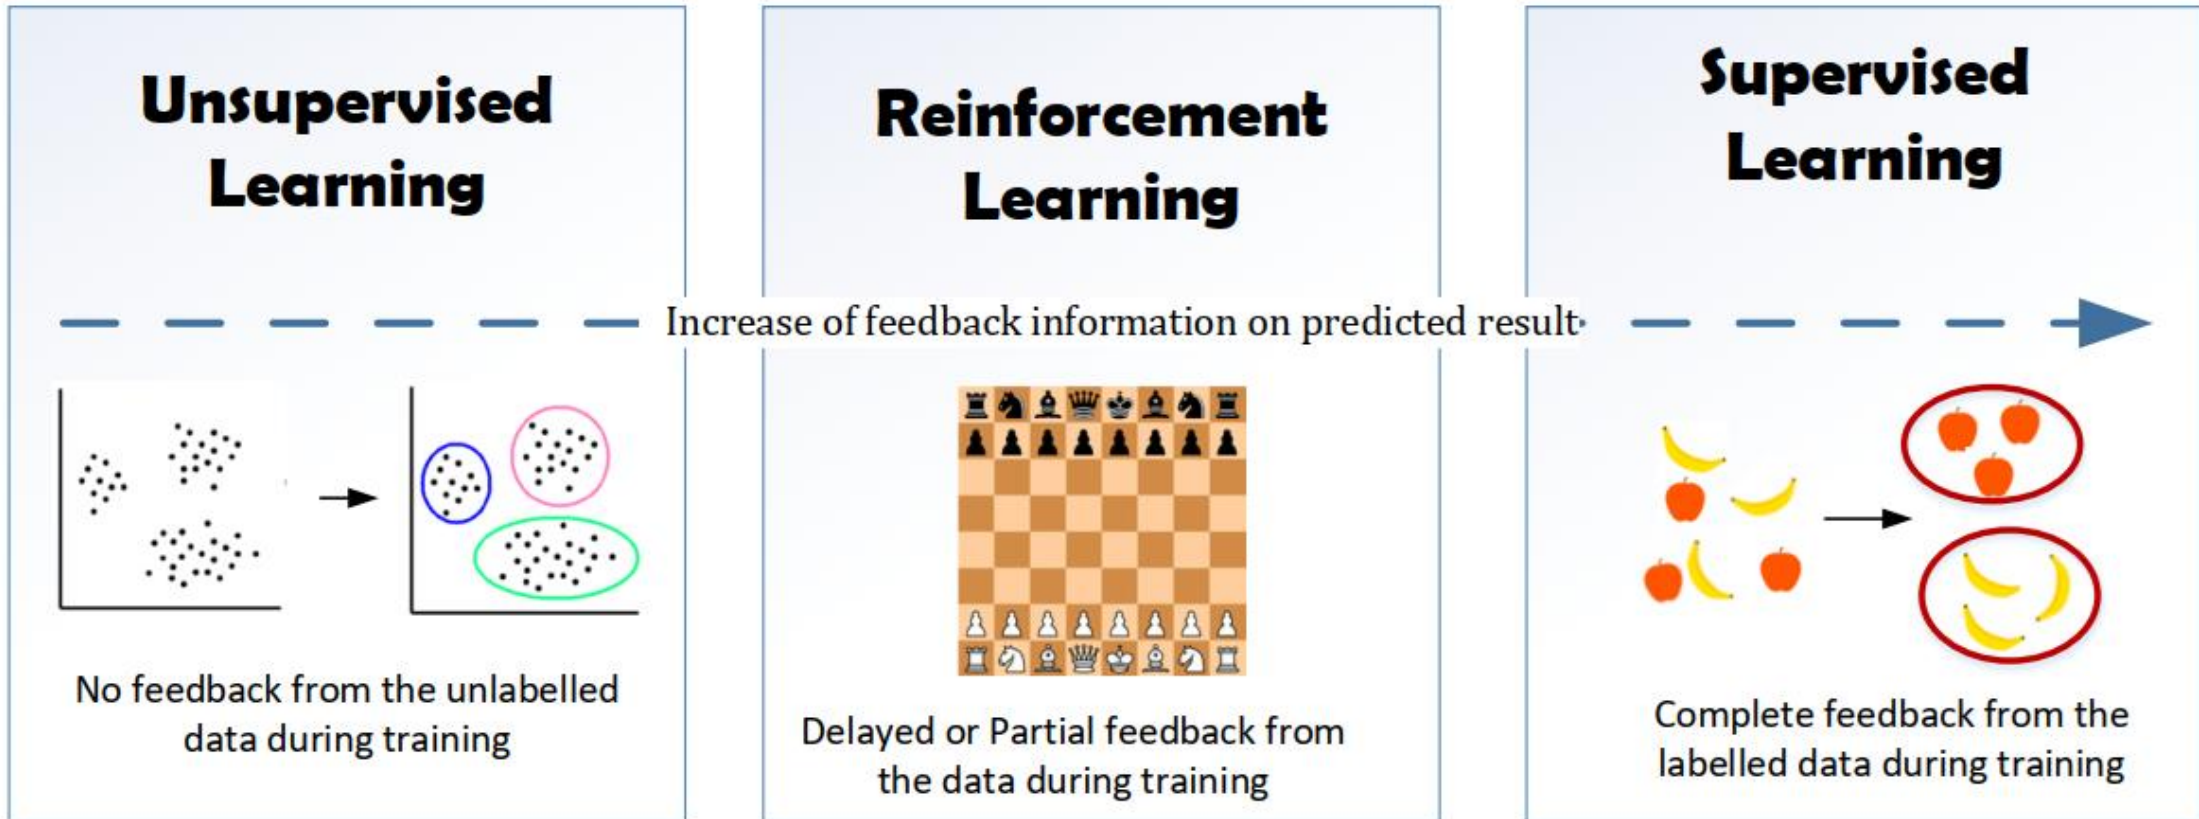 Unsupervised
Learning
Reinforcement
Learning
Supervised
Learning
Increase of feedback information on predicted result
No feedback from the unlabelled
data during training
Delayed or Partial feedback from
the data during training
Complete feedback from the
labelled data during training